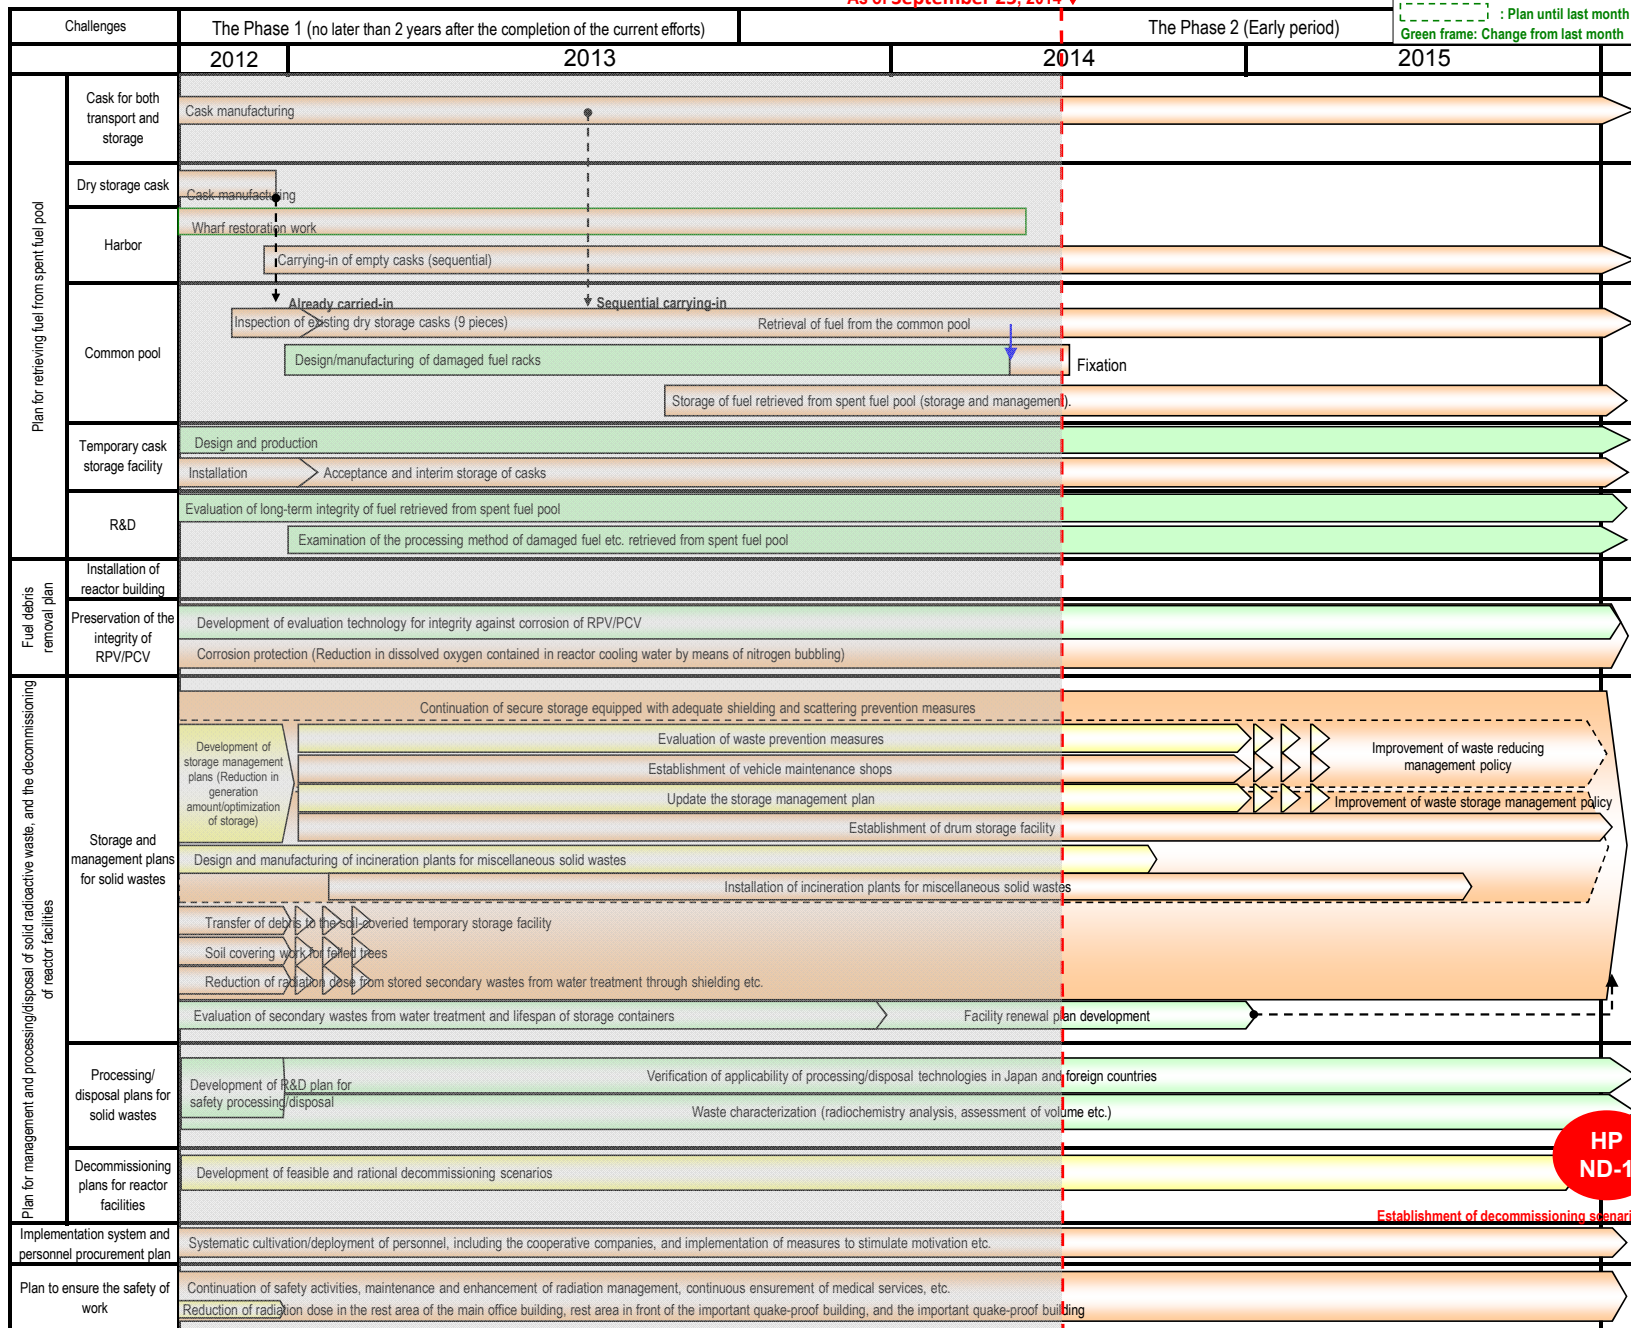 As of September 25, 2014
: Plan until last month
Green frame: Change from last month
Challenges
The Phase 1 (no later than 2 years after the completion of the current efforts)
The Phase 2 (Early period)
2012
2013
2014
2015
Plan for retrieving fuel from spent fuel pool
Cask for both
transport and
storage
Cask manufacturing
Dry storage cask
Cask manufacturing
Harbor
Wharf restoration work
Carrying-in of empty casks (sequential)
Already carried-in
Sequential carrying-in
Common pool
Inspection of existing dry storage casks (9 pieces)
Retrieval of fuel from the common pool
Design/manufacturing of damaged fuel racks
Fixation
Storage of fuel retrieved from spent fuel pool (storage and management).
Temporary cask
storage facility
Design and production
Installation
Acceptance and interim storage of casks
R&D
Evaluation of long-term integrity of fuel retrieved from spent fuel pool
Examination of the processing method of damaged fuel etc. retrieved from spent fuel pool
Fuel debris
removal plan
Installation of
reactor building
Preservation of the
integrity of
RPV/PCV
Development of evaluation technology for integrity against corrosion of RPV/PCV
Corrosion protection (Reduction in dissolved oxygen contained in reactor cooling water by means of nitrogen bubbling)
Plan for management and processing/disposal of solid radioactive waste, and the decommissioning
of reactor facilities
Storage and
management plans
for solid wastes
Continuation of secure storage equipped with adequate shielding and scattering prevention measures
Development of
storage management
plans (Reduction in
generation
amount/optimization
of storage)
Evaluation of waste prevention measures
Establishment of vehicle maintenance shops
Improvement of waste reducing
management policy
Update the storage management plan
Improvement of waste storage management policy
Establishment of drum storage facility
Design and manufacturing of incineration plants for miscellaneous solid wastes
Installation of incineration plants for miscellaneous solid wastes
Transfer of debris to the soil-coveried temporary storage facility
Soil covering work for felled trees
Reduction of radiation dose from stored secondary wastes from water treatment through shielding etc.
Evaluation of secondary wastes from water treatment and lifespan of storage containers
Facility renewal plan development
Processing/
disposal plans for
solid wastes
Development of R&D plan for
safety processing/disposal
Verification of applicability of processing/disposal technologies in Japan and foreign countries
Waste characterization (radiochemistry analysis, assessment of volume etc.)
HP
ND-1
Decommissioning
plans for reactor
facilities
Development of feasible and rational decommissioning scenarios
Establishment of decommissioning scenari
Implementation system and
personnel procurement plan
Systematic cultivation/deployment of personnel, including the cooperative companies, and implementation of measures to stimulate motivation etc.
Plan to ensure the safety of
work
Continuation of safety activities, maintenance and enhancement of radiation management, continuous ensurement of medical services, etc.
Reduction of radiation dose in the rest area of the main office building, rest area in front of the important quake-proof building, and the important quake-proof building